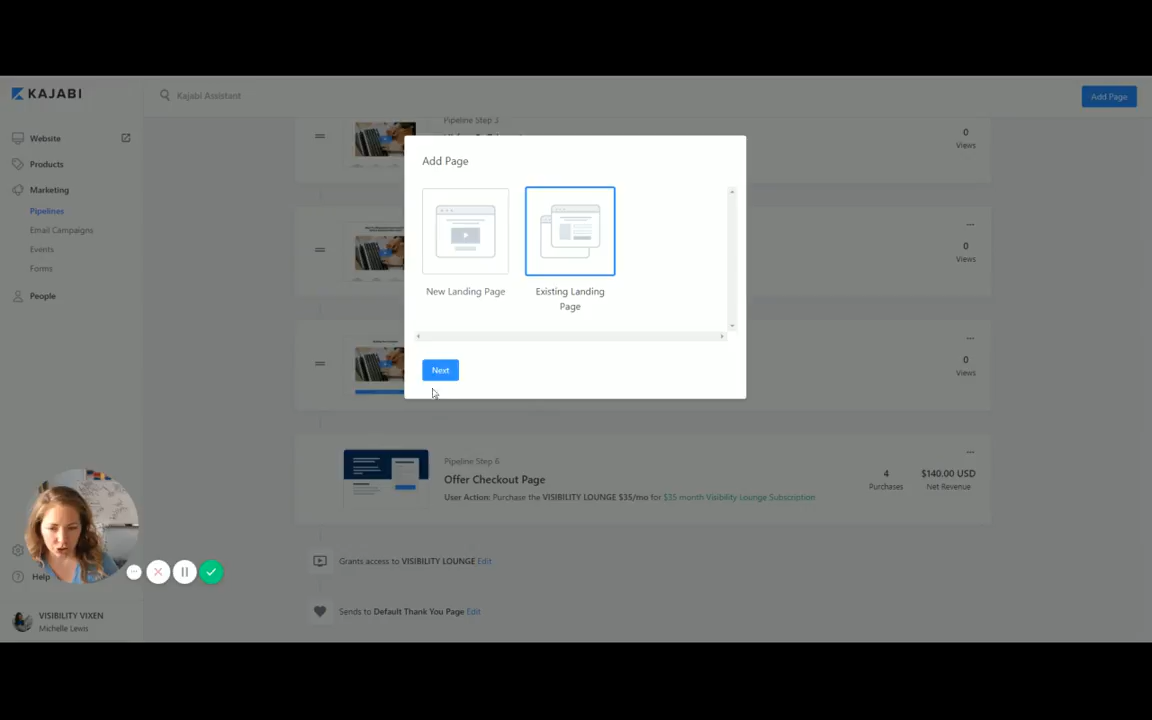 KAJABI
Kajabi Assistant
Add Page
Website
Products
Marketing
Pipelines
Email Campaigns
Events
Forms
People
Help
VISIBILITY VIXEN
Michelle Lewis
Pipeline Step 3
0
Views
Add Page
New Landing Page
Existing Landing
Page
Next
0
Views
0
Views
Pipeline Step 6
Offer Checkout Page
User Action: Purchase the VISIBILITY LOUNGE $35/mo for $35 month Visibility Lounge Subscription
4
Purchases
$140.00 USD
Net Revenue
Grants access to VISIBILITY LOUNGE Edit
Sends to Default Thank You Page Edit